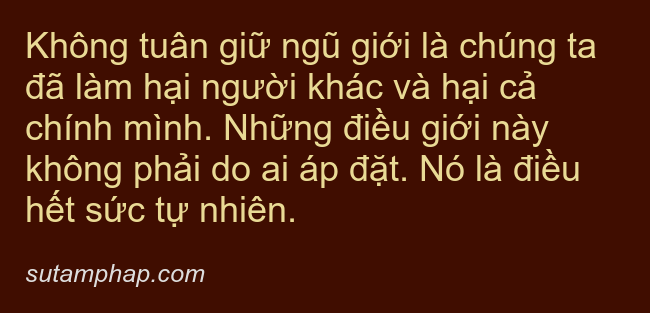 Không tuân giữ ngũ giới là chúng ta
đã làm hại người khác và hại cả
chính mình. Những điều giới này
không phải do ai áp đặt. Nó là điều
hết sức tự nhiên.
sutamphap.com